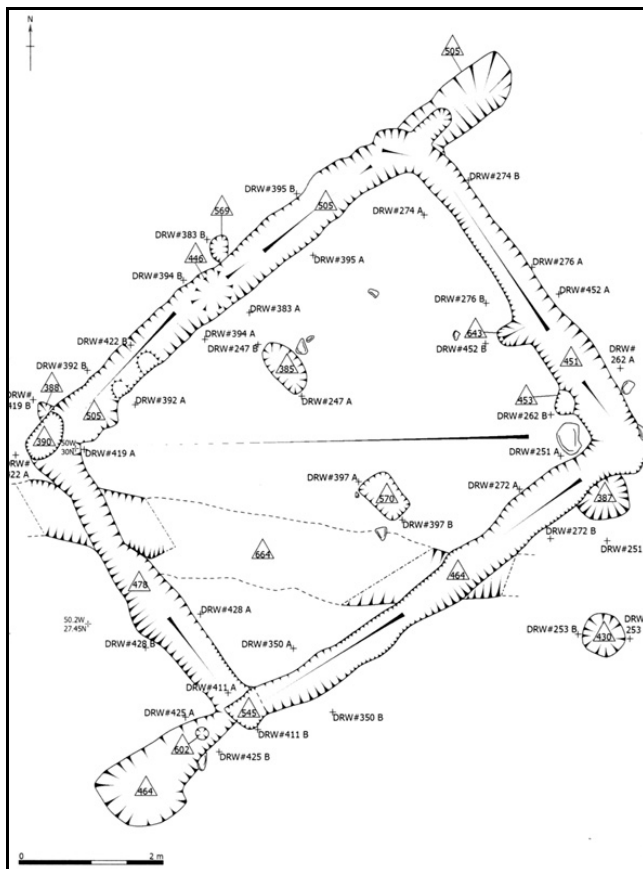 N
505
DRW#274 B
DRW#395 B
569
505
DRW#274 A
DRW#383 B
446
DRW#395 A
DRW#276 A
DRW#394 B
DRW#452 A
DRW#276 B
DRW#383 A
643
DRW#422 B
DRW#394 A
DRW#247 B
DRW#452 B
DRW#
262 A
451
385
DRW#392 B
388
DRW#
419 B
453
DRW#247 A
DRW#392 A
505
DRW#262 B
390
50W
30N
DRW#419 A
DRW#251 A
DRW#
022 A
DRW#397 A
DRW#272 A
570
387
DRW#397 B
DRW#272 B
DRW#251
664
478
464
50.2W
27.45N
DRW#428 A
DRW#253 B
430
DRW
253
DRW#428 B
DRW#350 A
DRW#411 A
DRW#425 A
545
DRW#350 B
DRW#411 B
602
DRW#425 B
464
0
2 m